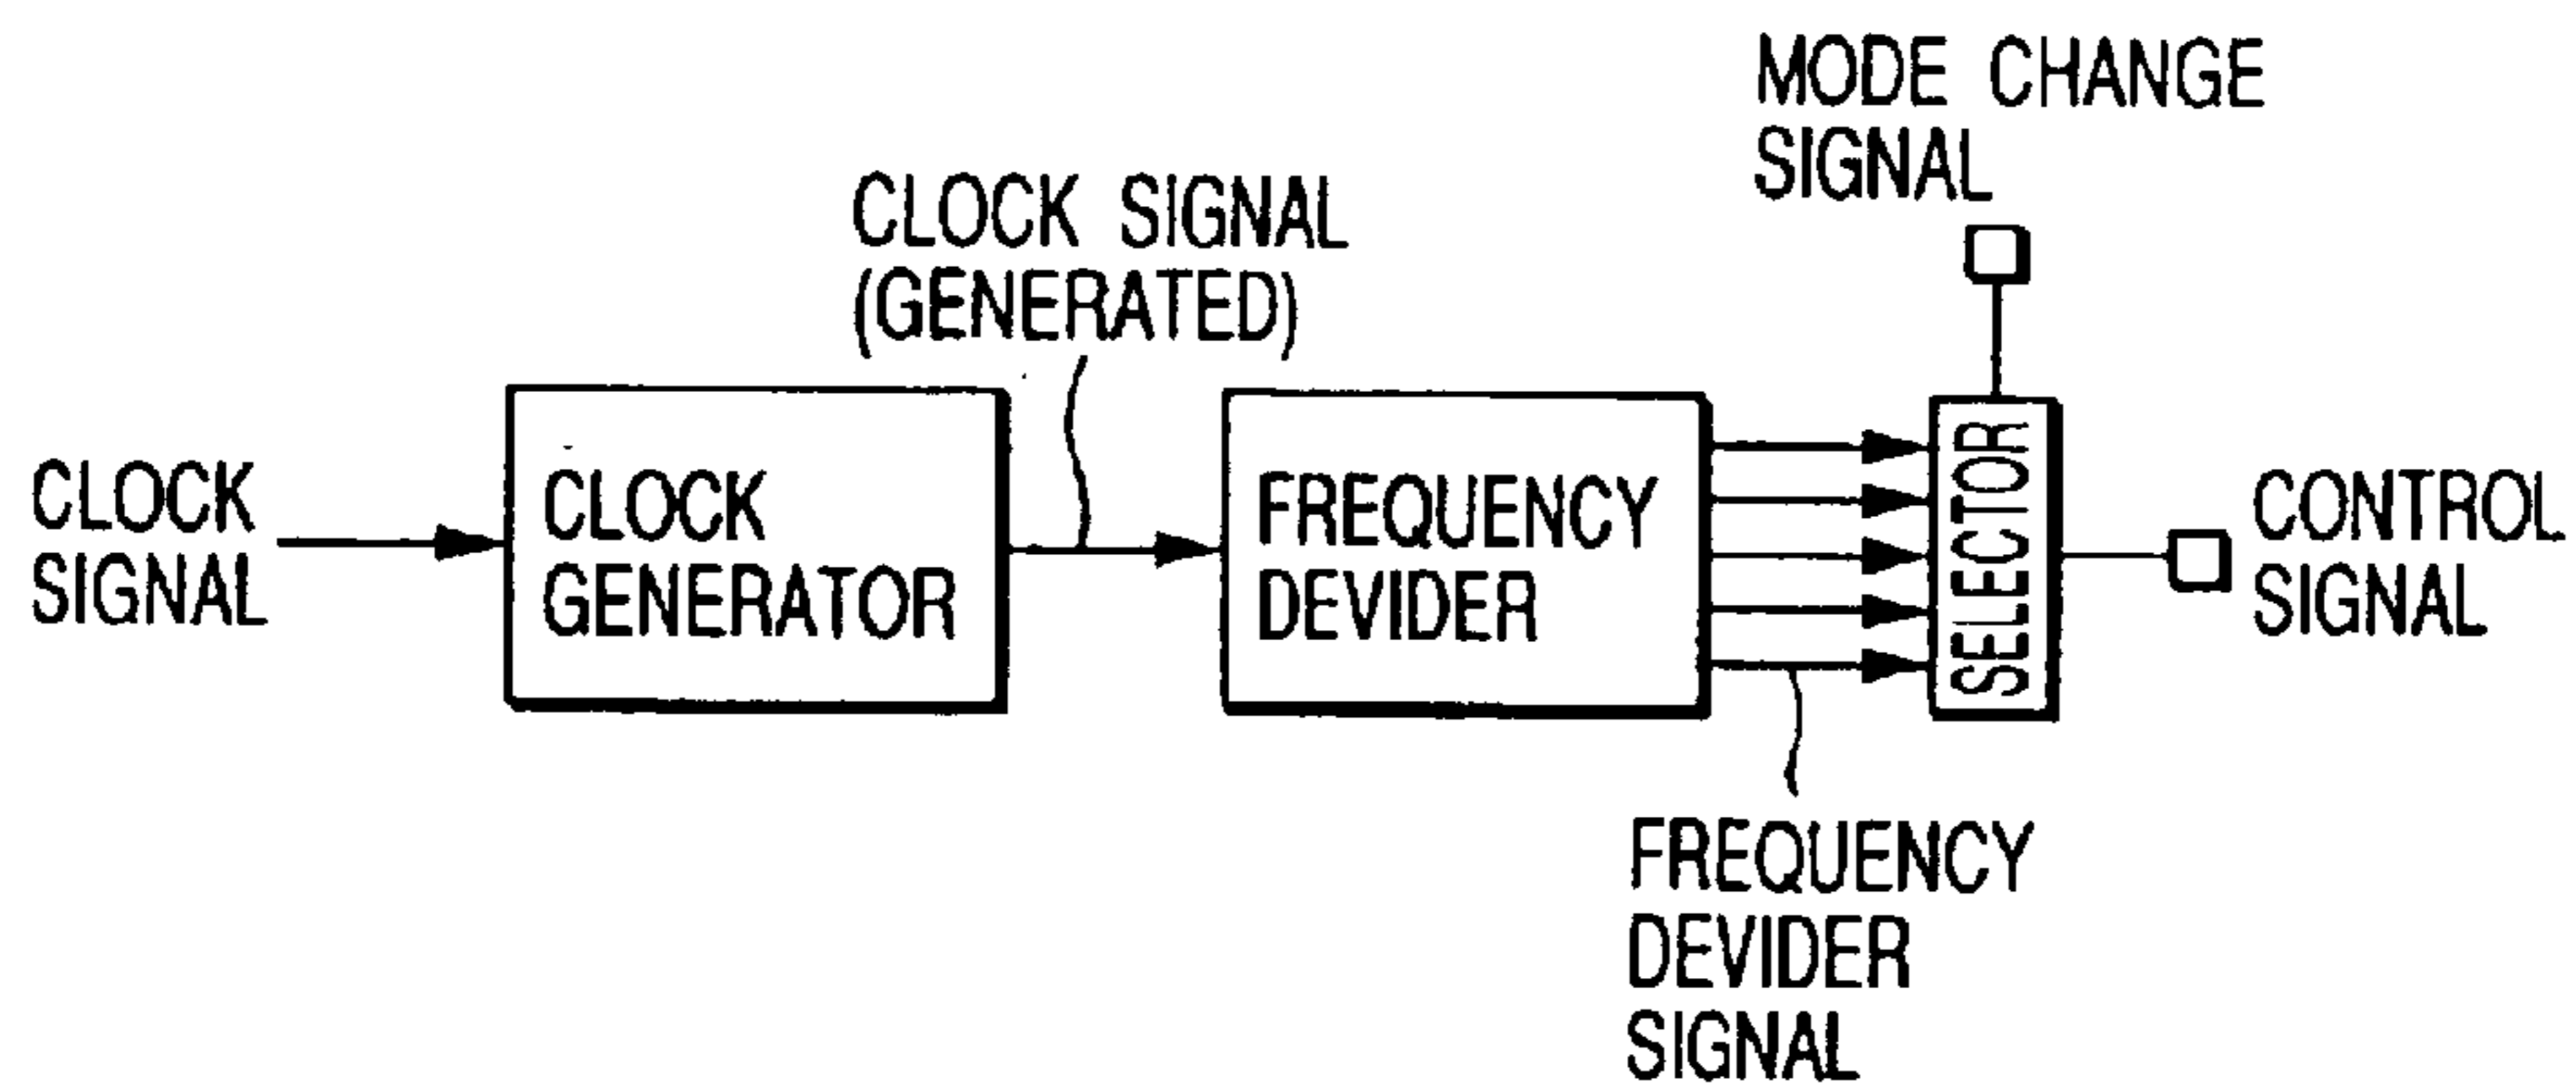 MODE CHANGE
SIGNAL
CLOCK SIGNAL
(GENERATED)
CLOCK
SIGNAL
CLOCK
GENERATOR
FREQUENCY
DEVIDER
SELECTOR
CONTROL
SIGNAL
FREQUENCY
DEVIDER
SIGNAL